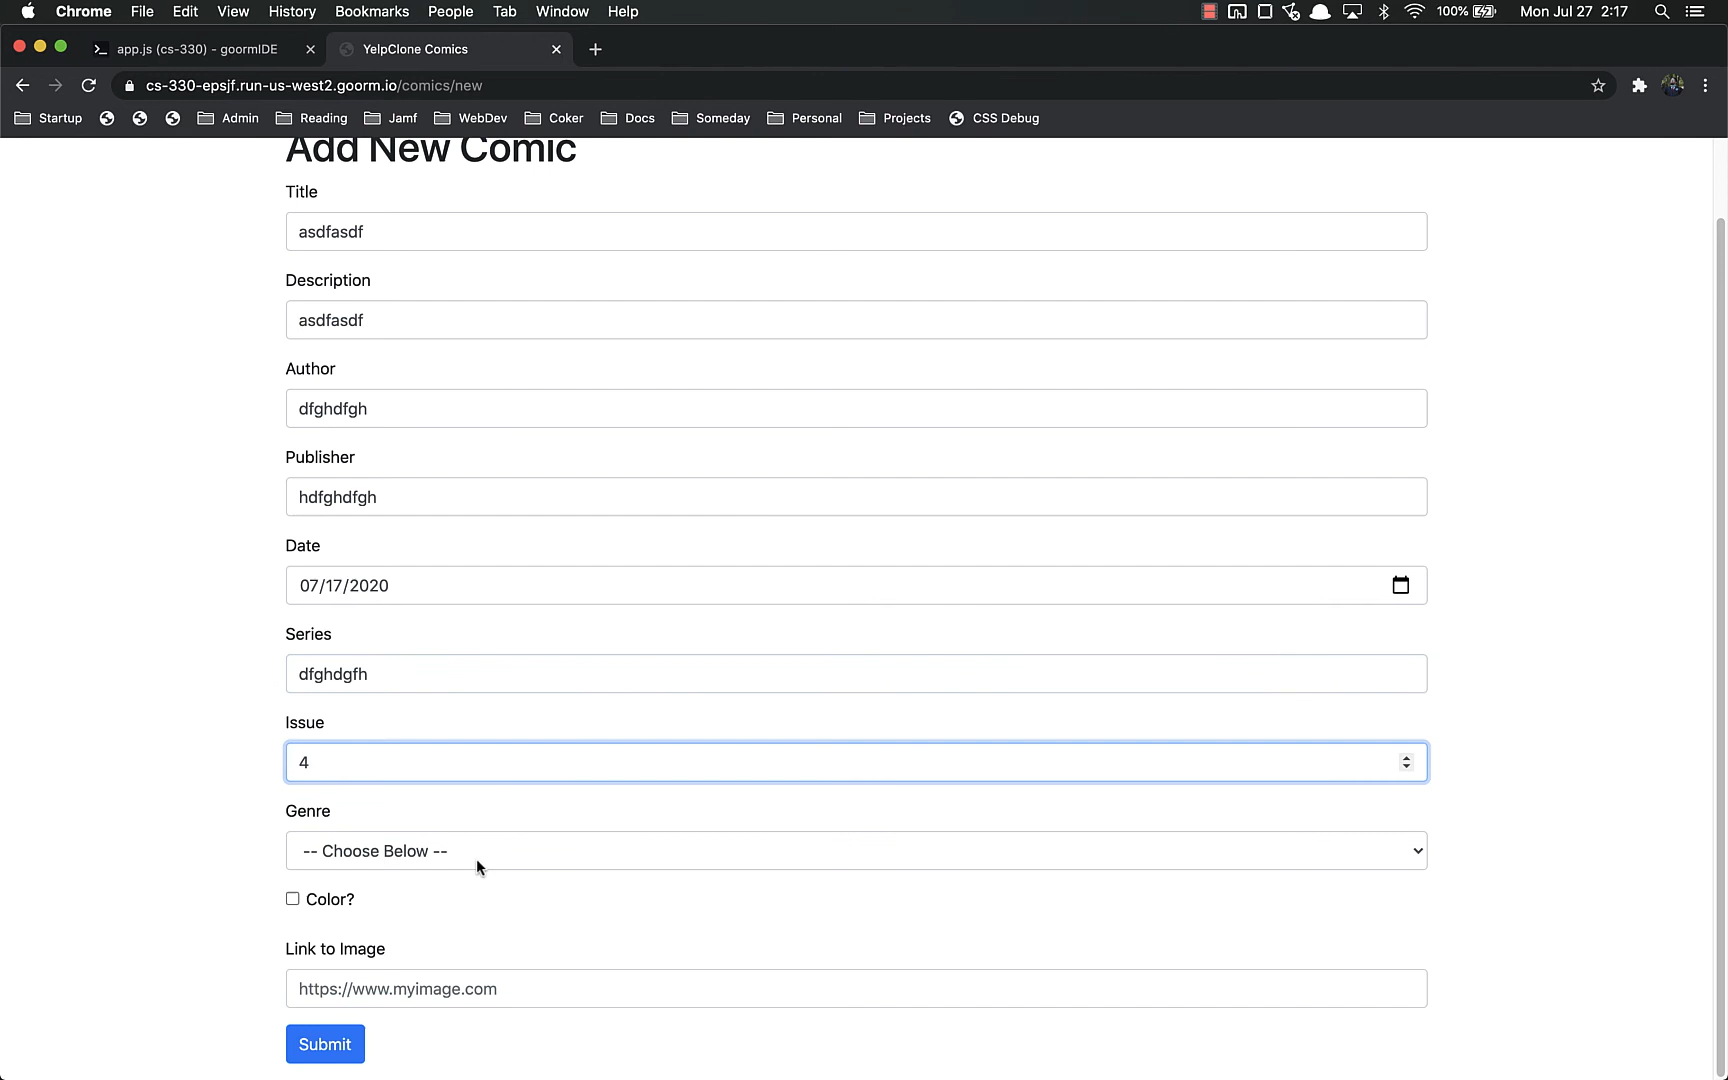 Chrome File Edit View History Bookmarks People Tab Window Help 100% Mon Jul 27 2:17
app.js (cs-330) - goormIDE YelpClone Comics
cs-330-epsjf.run-us-west2.goorm.io/comics/new
Startup Admin Reading Jamf WebDev Coker Docs Someday Personal Projects CSS Debug
Add New Comic
Title
asdfasdf
Description
asdfasdf
Author
dfghdfgh
Publisher
hdfghdfgh
Date
07/17/2020
Series
dfghdgfh
Issue
4
Genre
-- Choose Below --
Color?
Link to Image
https://www.myimage.com
Submit